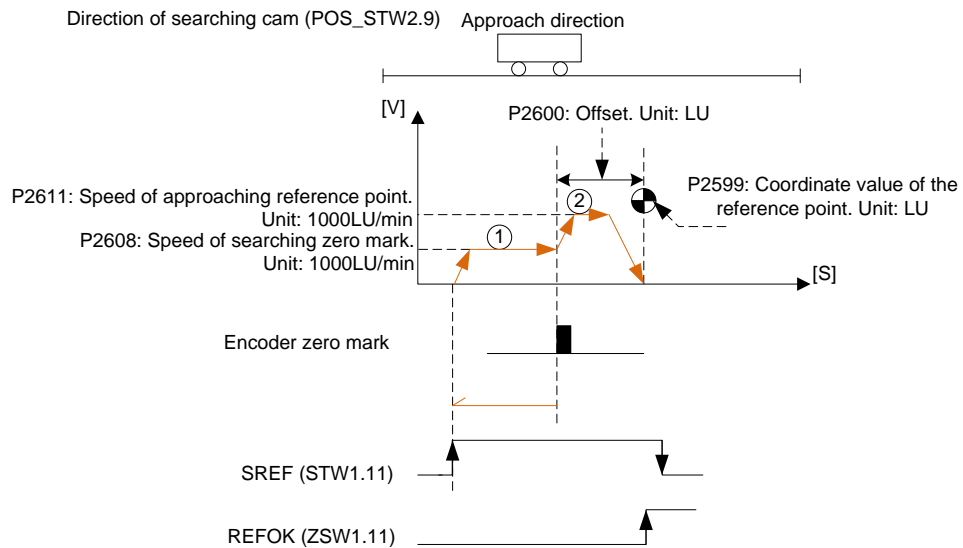 Direction of searching cam (POS_STW2.9)
Approach direction
[V]
P2600: Offset. Unit: LU
P2611: Speed of approaching reference point.
Unit: 1000LU/min
P2608: Speed of searching zero mark.
Unit: 1000LU/min
1
2
P2599: Coordinate value of the
reference point. Unit: LU
[S]
Encoder zero mark
SREF (STW1.11)
REFOK (ZSW1.11)